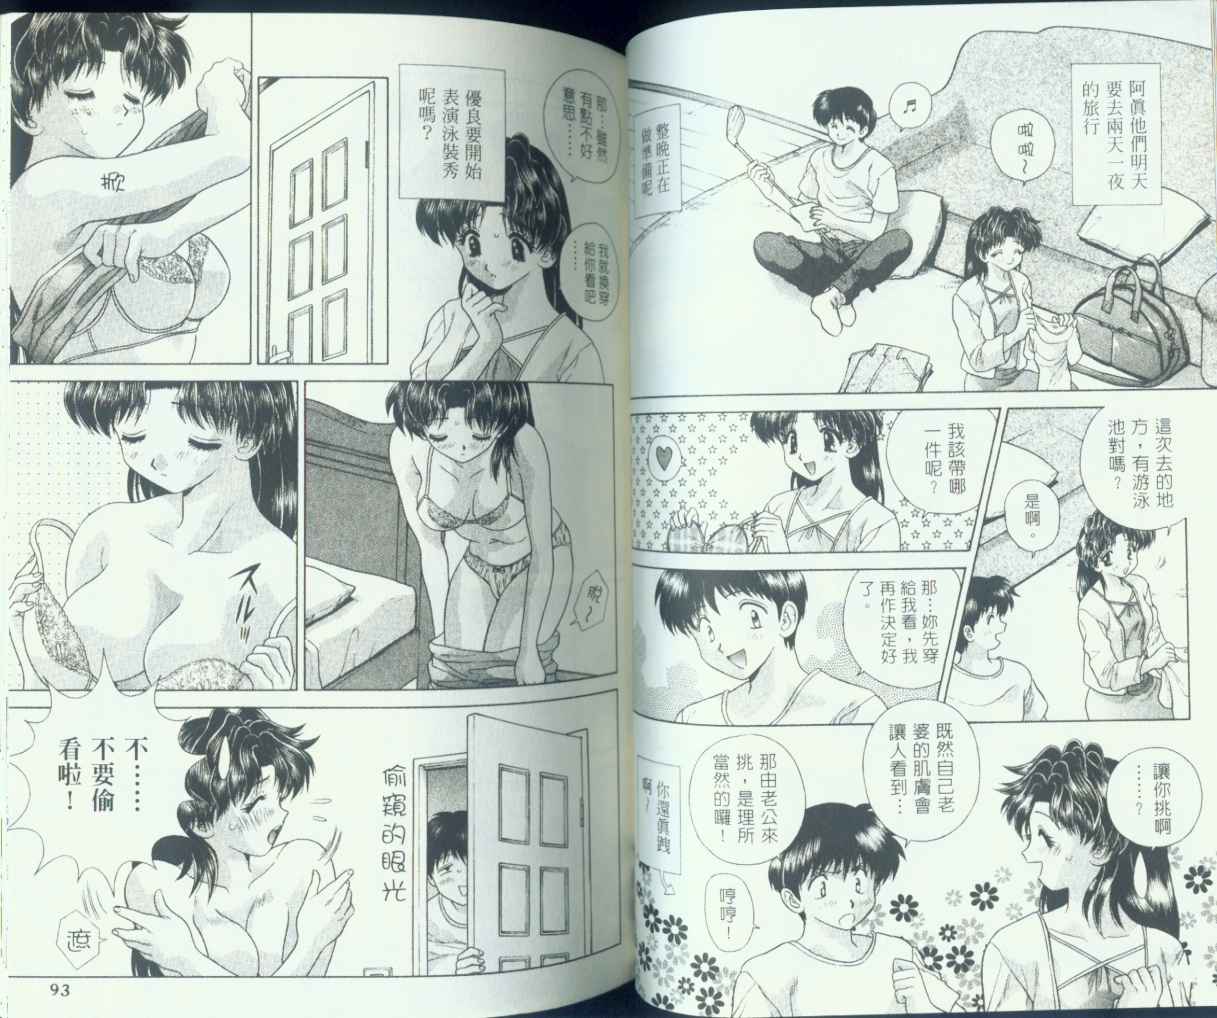 阿眞他們明天
要去兩天一夜
的旅行
啦
啦
～
♬
整晚正在
做準備呢
這次去的地
方，有游泳
池對嗎？
是啊。
我該帶哪
一件呢？
那…妳先穿
給我看，我
再作決定好
了。
讓你挑啊
……？
既然自己老
婆的肌膚會
讓人看到…
那由老公來
挑，是理所
當然的囉！
哼哼！
你還眞跩
啊？
那…雖然
有點不好
意思……
我就換穿
給你看吧
……
優良要開始
表演泳裝秀
呢嗎？
掀
脫～
スル
偷窺的眼光
不……
不要偷
看啦！
遮
93